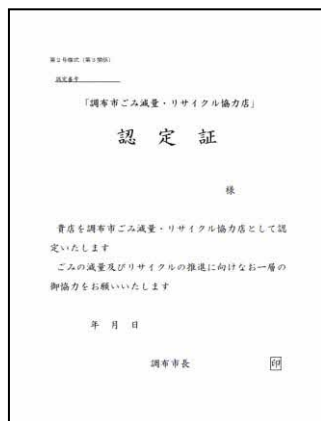 第2号様式（第3関係）
認定番号
「調布市ごみ減量・リサイクル協力店」
認 定 証
様
貴店を調布市ごみ減量・リサイクル協力店として認
定いたします
ごみの減量及びリサイクルの推進に向けなお一層の
御協力をお願いいたします
年 月 日
調布市長 印